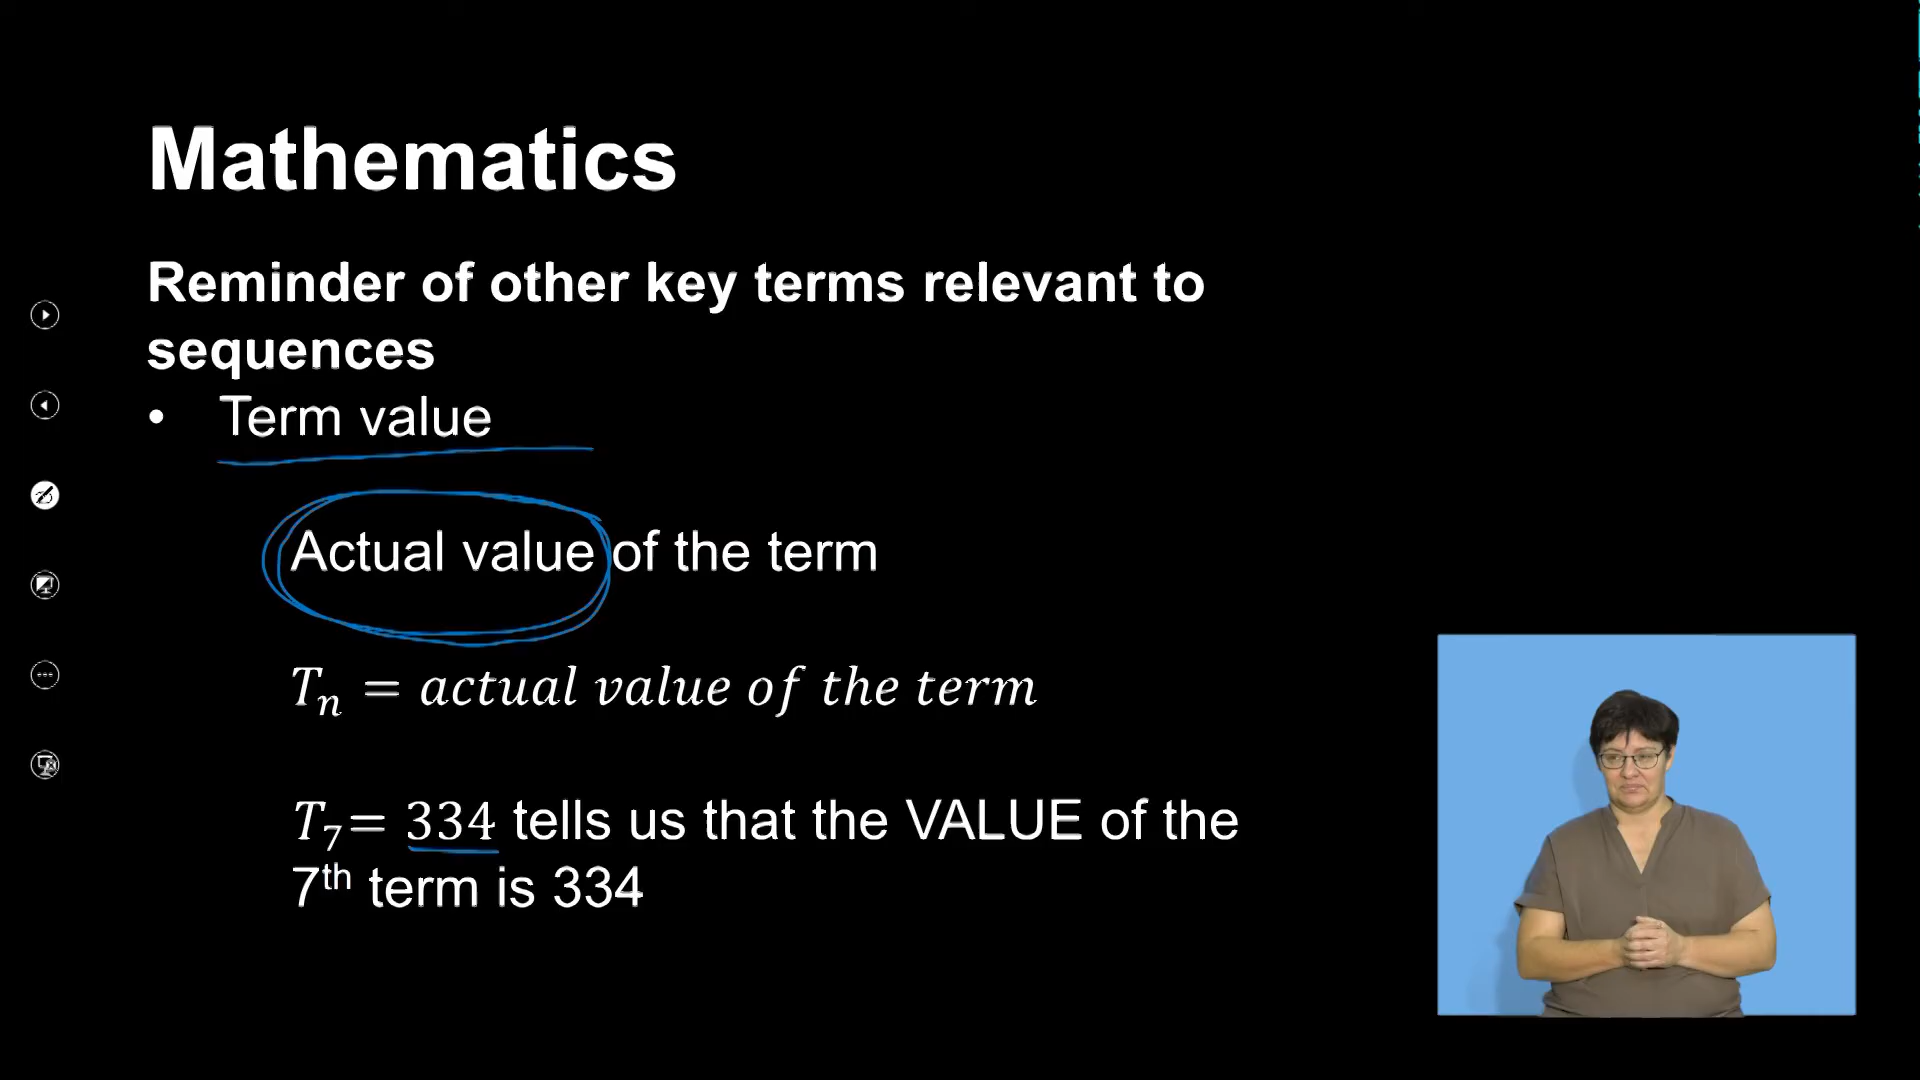 Mathematics
Reminder of other key terms relevant to
sequences
• Term value
Actual value of the term
Tₙ = actual value of the term
T₇= 334 tells us that the VALUE of the
7ᵗʰ term is 334